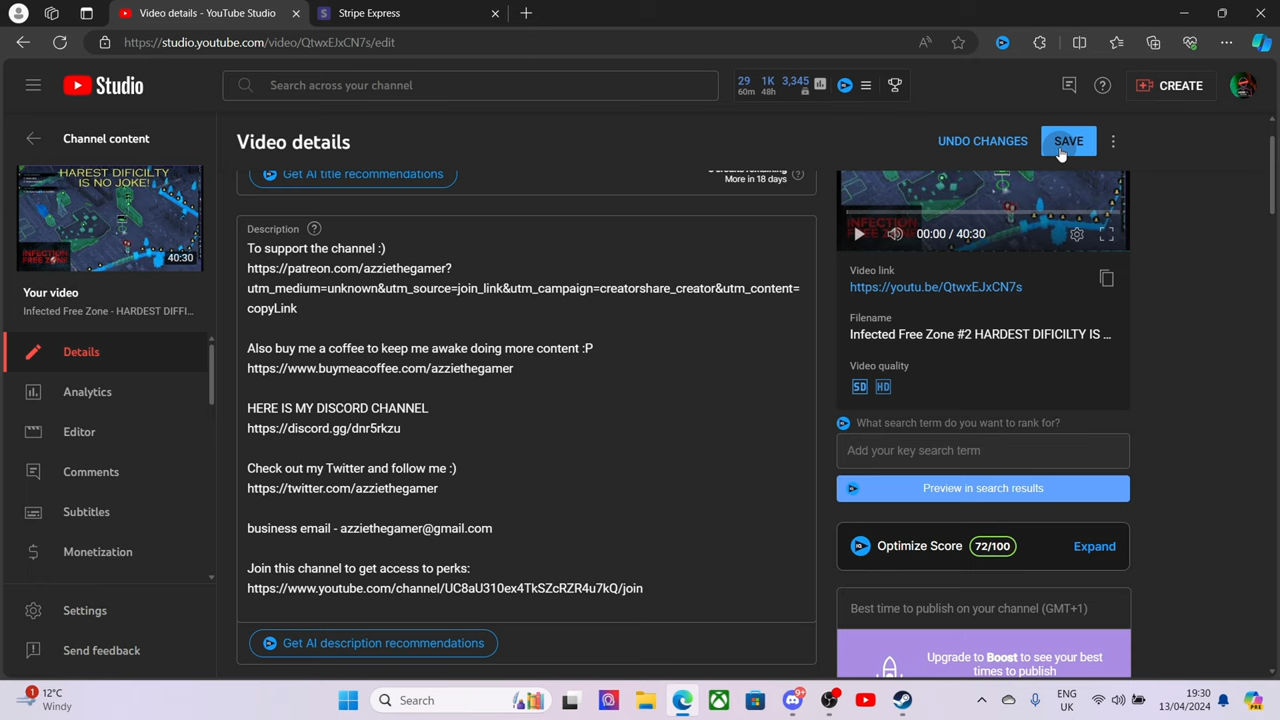 Video details - YouTube Studio
Stripe Express
https://studio.youtube.com/video/QtwxEJxCN7s/edit
Studio
Search across your channel
29 1K 3,345
60m 48h
CREATE
Channel content
Video details
UNDO CHANGES
SAVE
HAREST DIFICILTY
IS NO JOKE!
INFECTION
FREE ZONE
40:30
Your video
Infected Free Zone - HARDEST DIFFI...
Details
Analytics
Editor
Comments
Subtitles
Monetization
Settings
Send feedback
Get AI title recommendations
More in 18 days
Description
To support the channel :)
https://patreon.com/azziethegamer?
utm_medium=unknown&utm_source=join_link&utm_campaign=creatorshare_creator&utm_content=
copyLink
Also buy me a coffee to keep me awake doing more content :P
https://www.buymeacoffee.com/azziethegamer
HERE IS MY DISCORD CHANNEL
https://discord.gg/dnr5rkzu
Check out my Twitter and follow me :)
https://twitter.com/azziethegamer
business email - azziethegamer@gmail.com
Join this channel to get access to perks:
https://www.youtube.com/channel/UC8aU310ex4TkSZcRZR4u7kQ/join
Get AI description recommendations
INFECTION
FREE ZONE
00:00 / 40:30
Video link
https://youtu.be/QtwxEJxCN7s
Filename
Infected Free Zone #2 HARDEST DIFICILTY IS ...
Video quality
SD HD
What search term do you want to rank for?
Add your key search term
Preview in search results
Optimize Score 72/100 Expand
Best time to publish on your channel (GMT+1)
Upgrade to Boost to see your best
times to publish
1
12°C
Windy
Search
9+
ENG
UK
19:30
13/04/2024
PRE